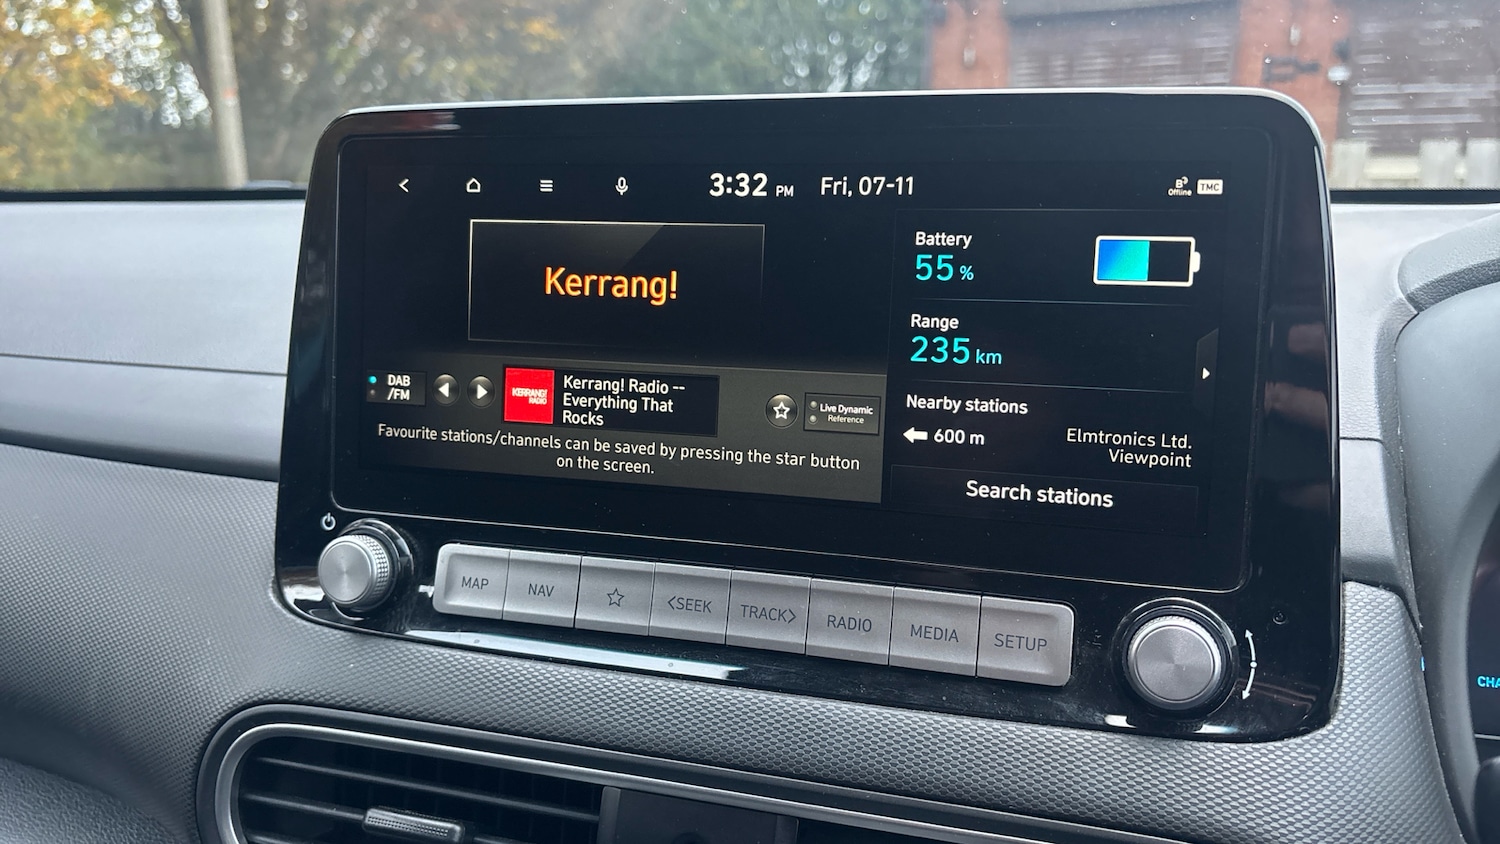 3:32 PM Fri, 07-11
B Offline TMC
Kerrang!
DAB
/FM
KERRANG!
RADIO
Kerrang! Radio --
Everything That
Rocks
Live Dynamic
Reference
Favourite stations/channels can be saved by pressing the star button
on the screen.
Battery
55 %
Range
235 km
Nearby stations
600 m
Elmtronics Ltd.
Viewpoint
Search stations
MAP NAV <SEEK TRACK> RADIO MEDIA SETUP